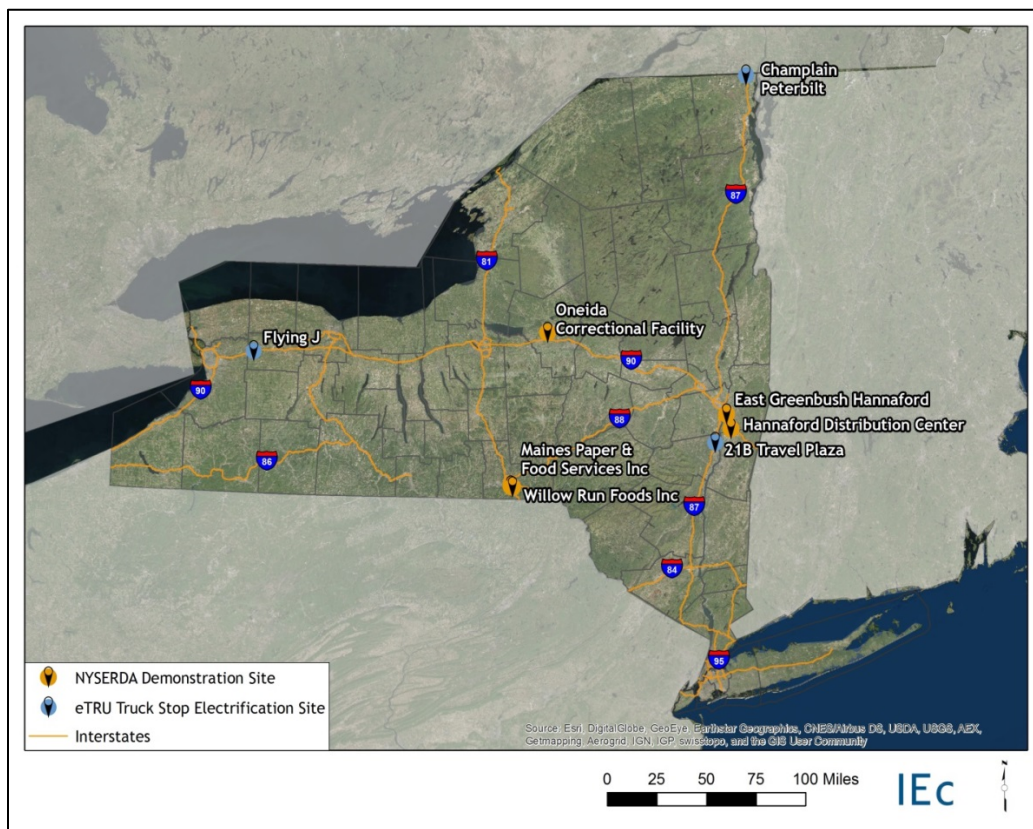 Champlain
Peterbilt
87
81
Oneida
Correctional Facility
Flying J
90
90
East Greenbush Hannaford
88
Hannaford Distribution Center
Maines Paper &
Food Services Inc
21B Travel Plaza
86
Willow Run Foods Inc
87
84
95
NYSERDA Demonstration Site
eTRU Truck Stop Electrification Site
Interstates
Source: Esri, DigitalGlobe, GeoEye, Earthstar Geographics, CNES/Airbus DS, USDA, USGS, AEX,
Getmapping, Aerogrid, IGN, IGP, swisstopo, and the GIS User Community
0 25 50 75 100 Miles
IEc
N